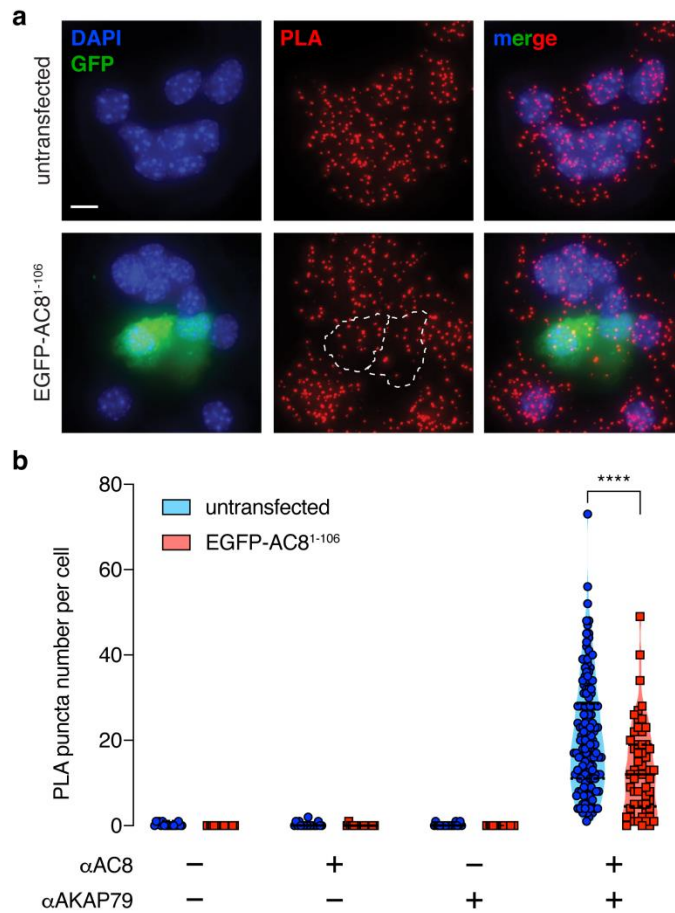 a
DAPI
GFP
PLA
merge
untransfected
EGFP-AC8¹⁻¹⁰⁶
b
PLA puncta number per cell
80
60
40
20
0
untransfected
EGFP-AC8¹⁻¹⁰⁶
****
αAC8 − + − +
αAKAP79 − − + +